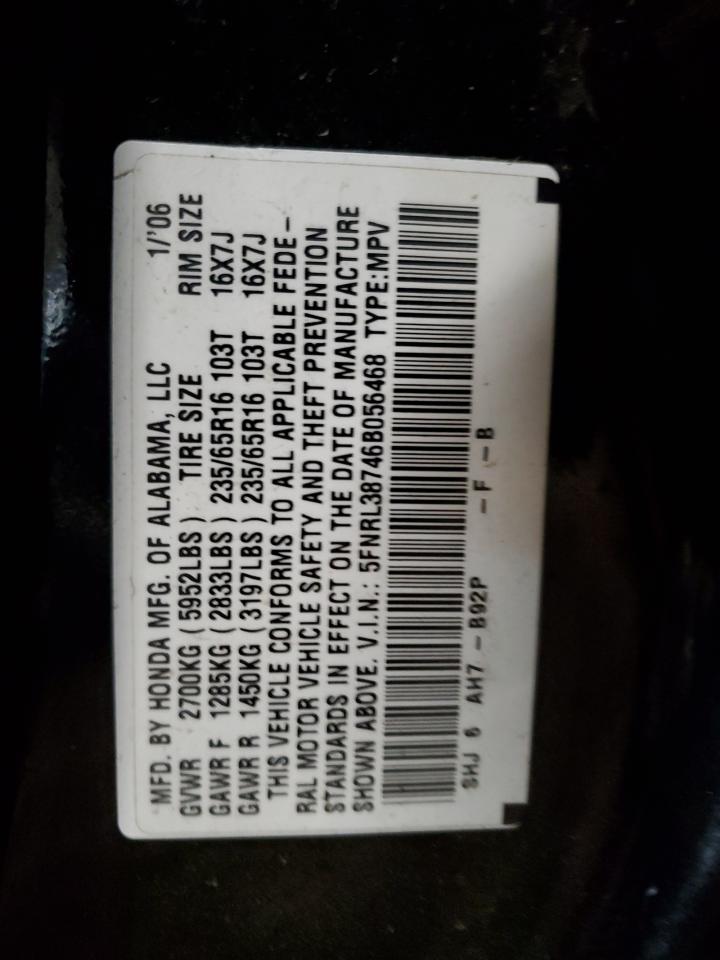 MFD. BY HONDA MFG. OF ALABAMA, LLC 1/'06
GVWR 2700KG ( 5952LBS ) TIRE SIZE RIM SIZE
GAWR F 1285KG ( 2833LBS ) 235/65R16 103T 16X7J
GAWR R 1450KG ( 3197LBS ) 235/65R16 103T 16X7J
THIS VEHICLE CONFORMS TO ALL APPLICABLE FEDE-
RAL MOTOR VEHICLE SAFETY AND THEFT PREVENTION
STANDARDS IN EFFECT ON THE DATE OF MANUFACTURE
SHOWN ABOVE. V.I.N.: 5FNRL38746B056468 TYPE:MPV
SHJ 6 AH7 - B92P - F - B